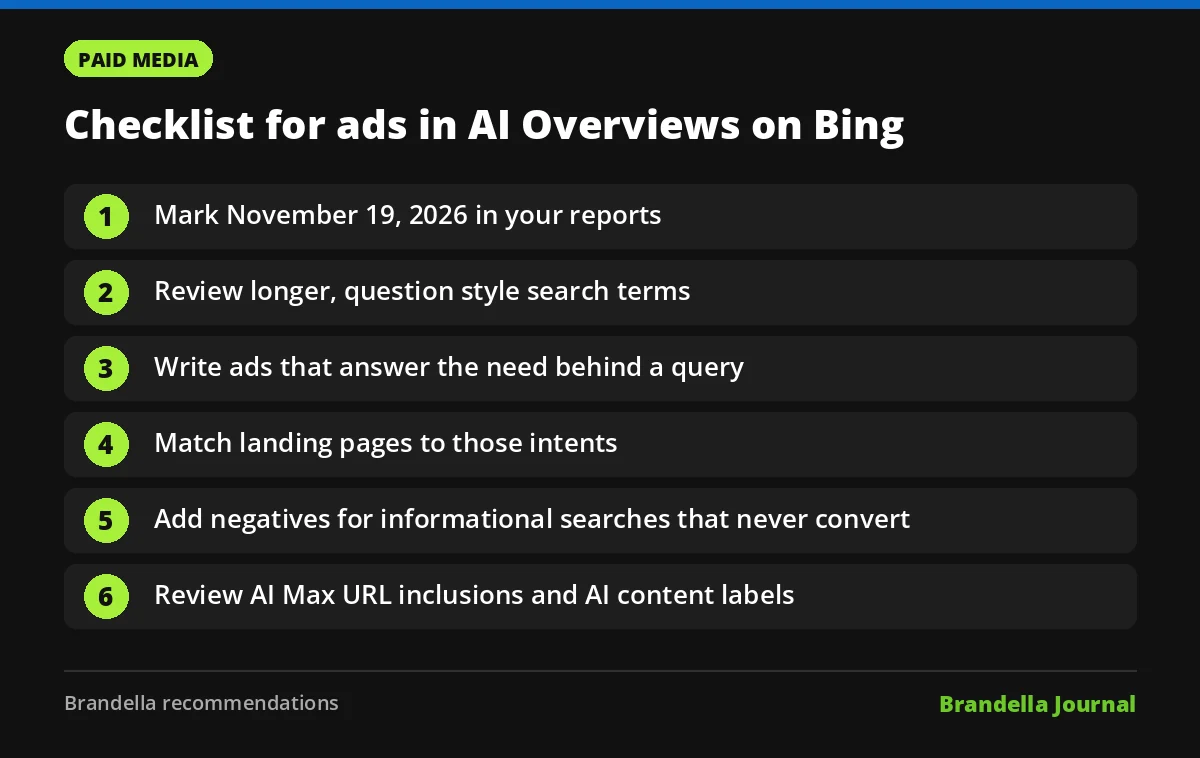 PAID MEDIA
Checklist for ads in AI Overviews on Bing
1 Mark November 19, 2026 in your reports
2 Review longer, question style search terms
3 Write ads that answer the need behind a query
4 Match landing pages to those intents
5 Add negatives for informational searches that never convert
6 Review AI Max URL inclusions and AI content labels
Brandella recommendations
Brandella Journal